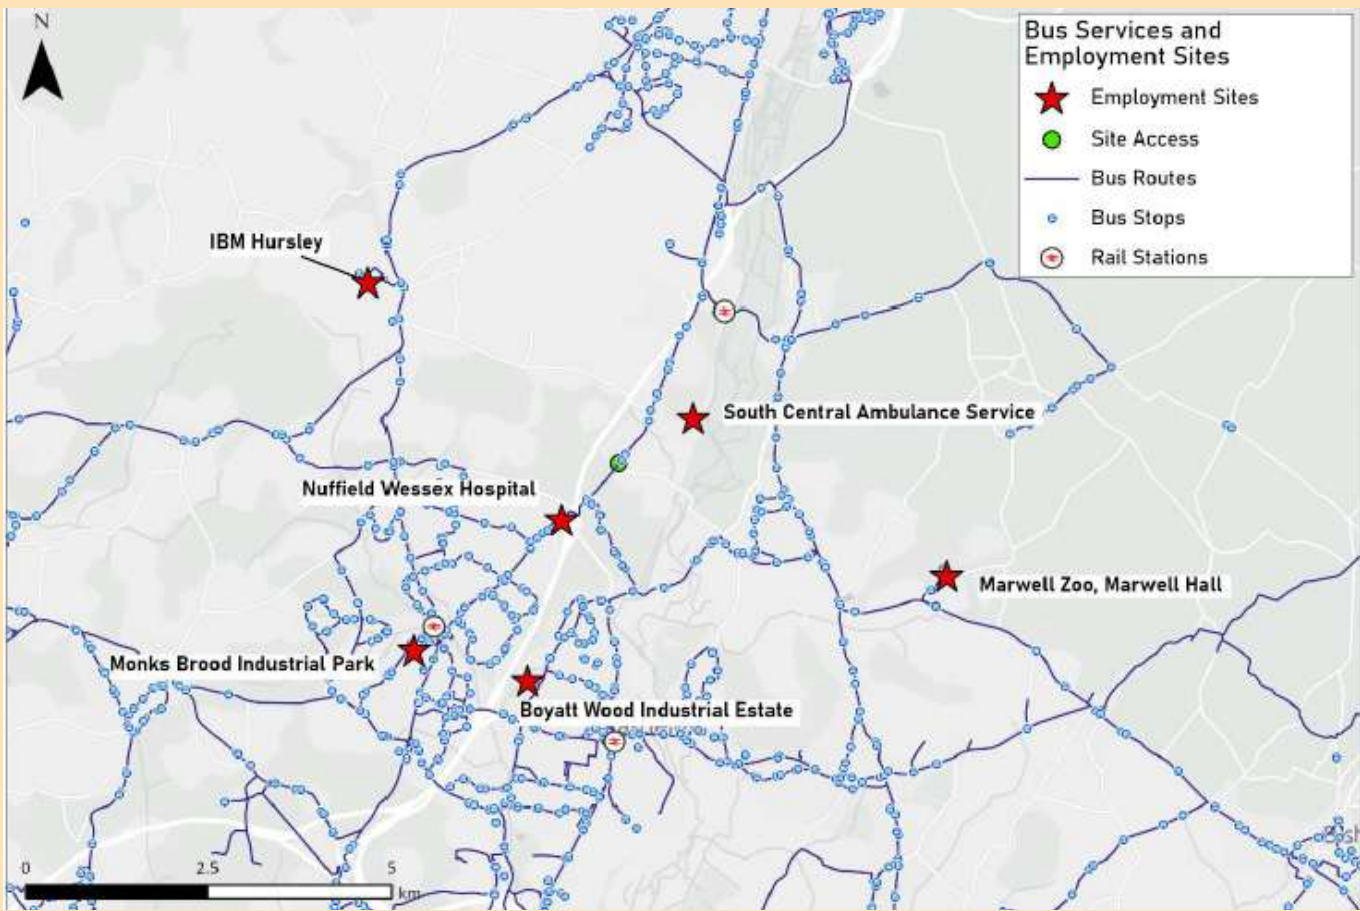 N
Bus Services and
Employment Sites
Employment Sites
Site Access
Bus Routes
Bus Stops
Rail Stations
IBM Hursley
South Central Ambulance Service
Nuffield Wessex Hospital
Marwell Zoo, Marwell Hall
Monks Brood Industrial Park
Boyatt Wood Industrial Estate
0 2.5 5
km